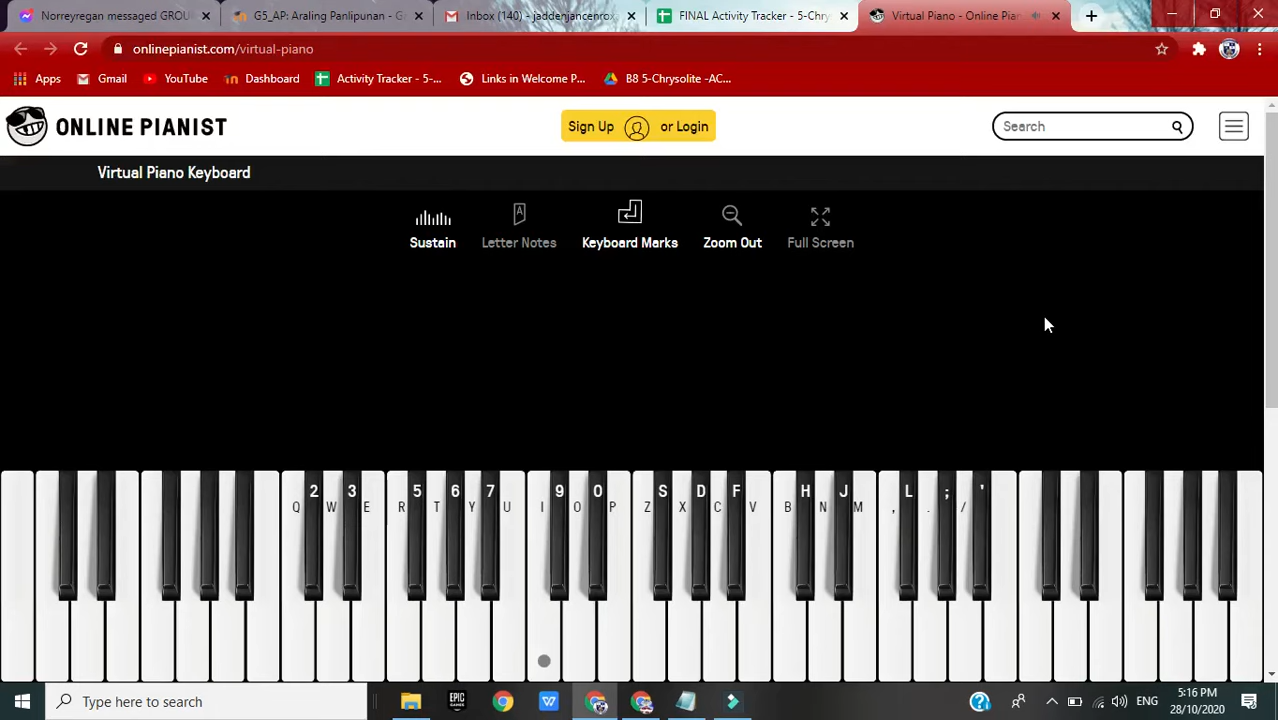 Norreyregan messaged GROU
G5_AP: Araling Panlipunan - G
Inbox (140) - jaddenjancenrox
FINAL Activity Tracker - 5-Chry
Virtual Piano - Online Pia
onlinepianist.com/virtual-piano
Apps
Gmail
YouTube
Dashboard
Activity Tracker - 5-...
Links in Welcome P...
B8 5-Chrysolite -AC...
ONLINE PIANIST
Sign Up or Login
Search
Virtual Piano Keyboard
A
Sustain
Letter Notes
Keyboard Marks
Zoom Out
Full Screen
2 3 5 6 7 9 0 S D F H J L ; '
Q W E R T Y U I O P Z X C V B N M , . /
EPIC GAMES
Type here to search
ENG
5:16 PM
28/10/2020